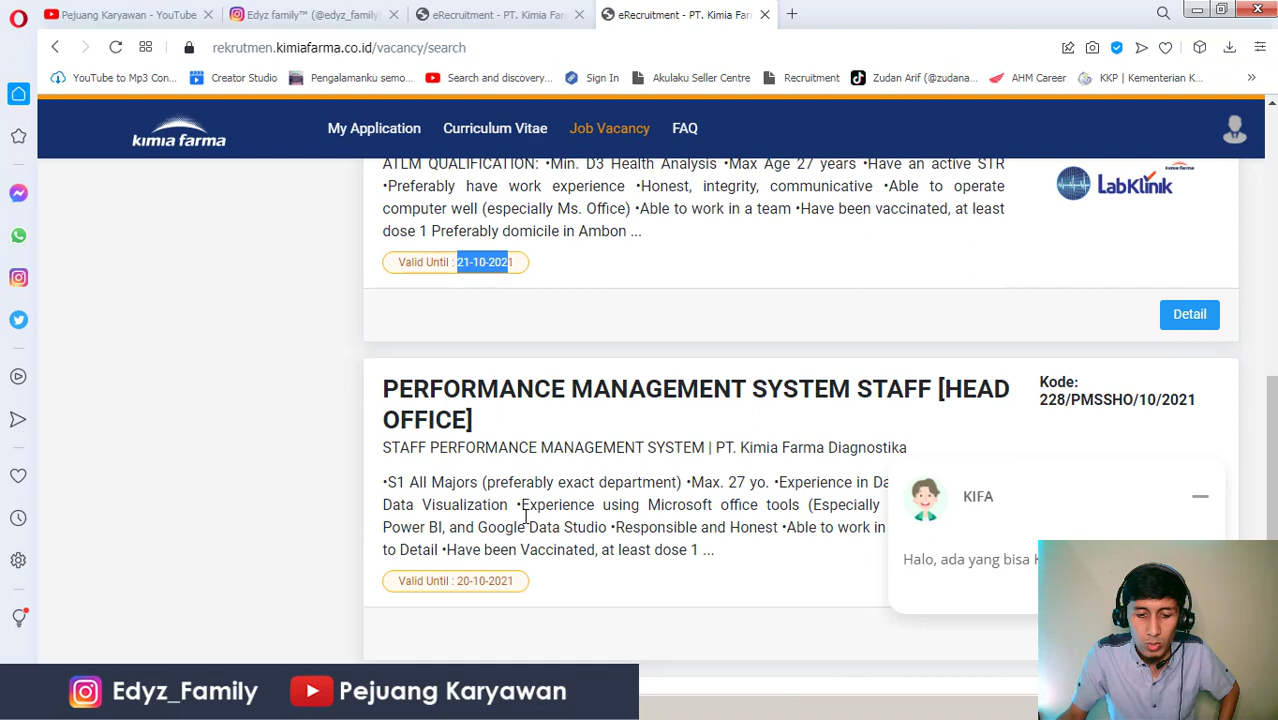 Pejuang Karyawan - YouTube
Edyz family™ (@edyz_family)
eRecruitment - PT. Kimia Farm
eRecruitment - PT. Kimia Farm
rekrutmen.kimiafarma.co.id/vacancy/search
YouTube to Mp3 Con...
Creator Studio
Pengalamanku semo...
Search and discovery...
Sign In
Akulaku Seller Centre
Recruitment
Zudan Arif (@zudana...
AHM Career
KKP | Kementerian K...
kimia farma
My Application
Curriculum Vitae
Job Vacancy
FAQ
ATLM QUALIFICATION: •Min. D3 Health Analysis •Max Age 27 years •Have an active STR
•Preferably have work experience •Honest, integrity, communicative •Able to operate
computer well (especially Ms. Office) •Able to work in a team •Have been vaccinated, at least
dose 1 Preferably domicile in Ambon ...
kimia farma
LabKlinik
Valid Until : 21-10-2021
Detail
PERFORMANCE MANAGEMENT SYSTEM STAFF [HEAD
OFFICE]
Kode:
228/PMSSHO/10/2021
STAFF PERFORMANCE MANAGEMENT SYSTEM | PT. Kimia Farma Diagnostika
•S1 All Majors (preferably exact department) •Max. 27 yo. •Experience in Da
Data Visualization •Experience using Microsoft office tools (Especially
Power BI, and Google Data Studio •Responsible and Honest •Able to work in
to Detail •Have been Vaccinated, at least dose 1 ...
Valid Until : 20-10-2021
KIFA
Halo, ada yang bisa K
Edyz_Family
Pejuang Karyawan